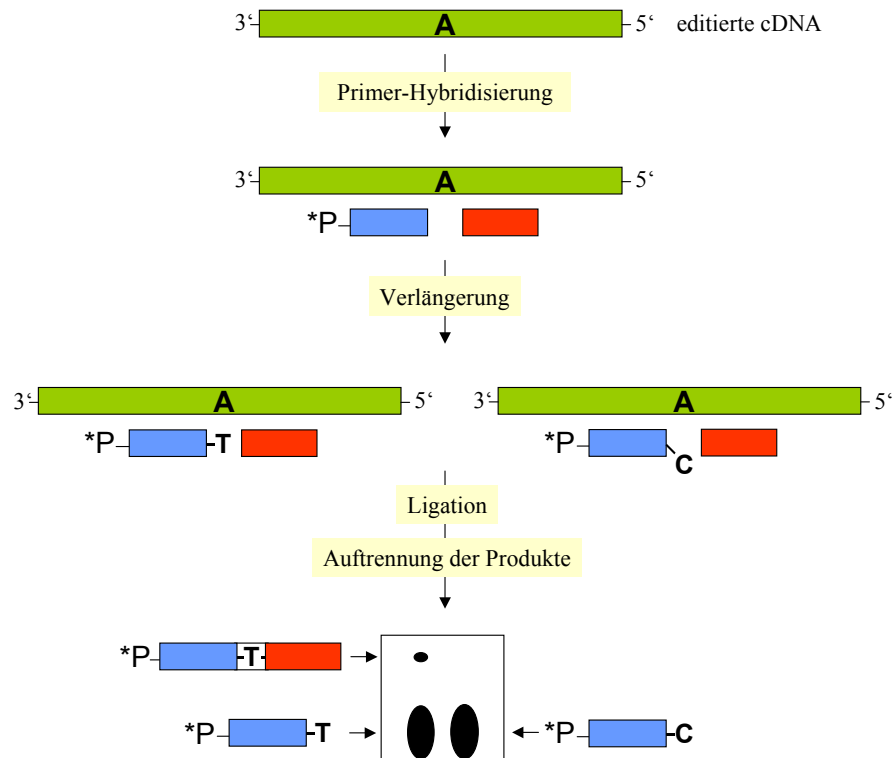 3‘ A 5‘ editierte cDNA
Primer-Hybridisierung
3‘ A 5‘
*P
Verlängerung
3‘ A 5‘ 3‘ A 5‘
*P T *P C
Ligation
Auftrennung der Produkte
*P T
*P T *P C